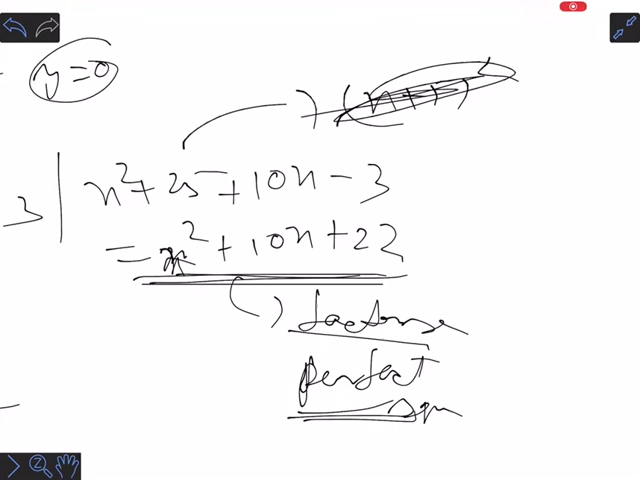 y=0
3 | x²+25+10x-3
= x²+10x+22
factorise
perfect